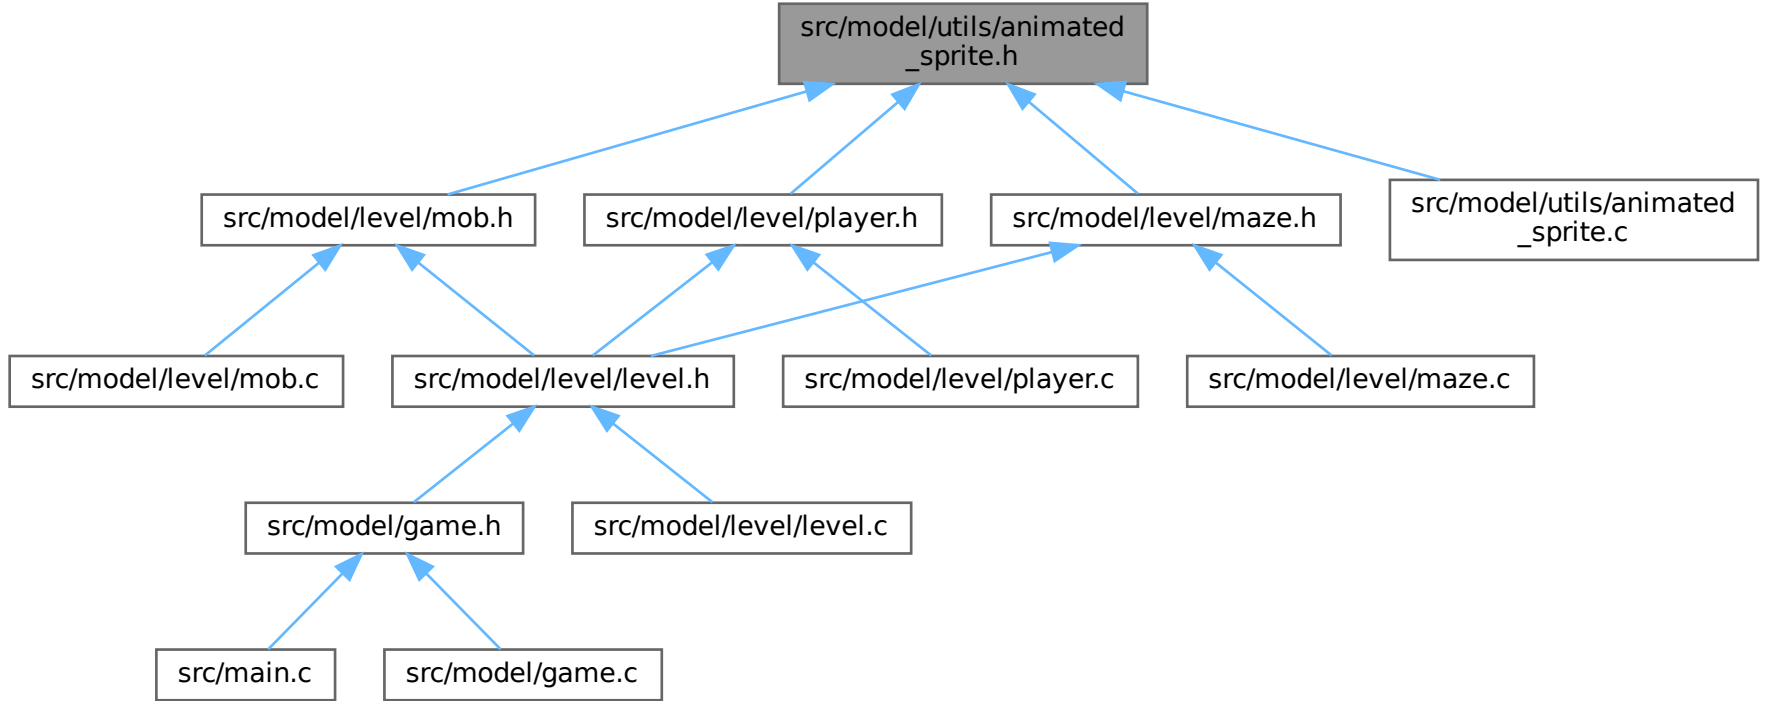 src/model/utils/animated
_sprite.h
src/model/level/mob.h
src/model/level/player.h
src/model/level/maze.h
src/model/utils/animated
_sprite.c
src/model/level/mob.c
src/model/level/level.h
src/model/level/player.c
src/model/level/maze.c
src/model/game.h
src/model/level/level.c
src/main.c
src/model/game.c